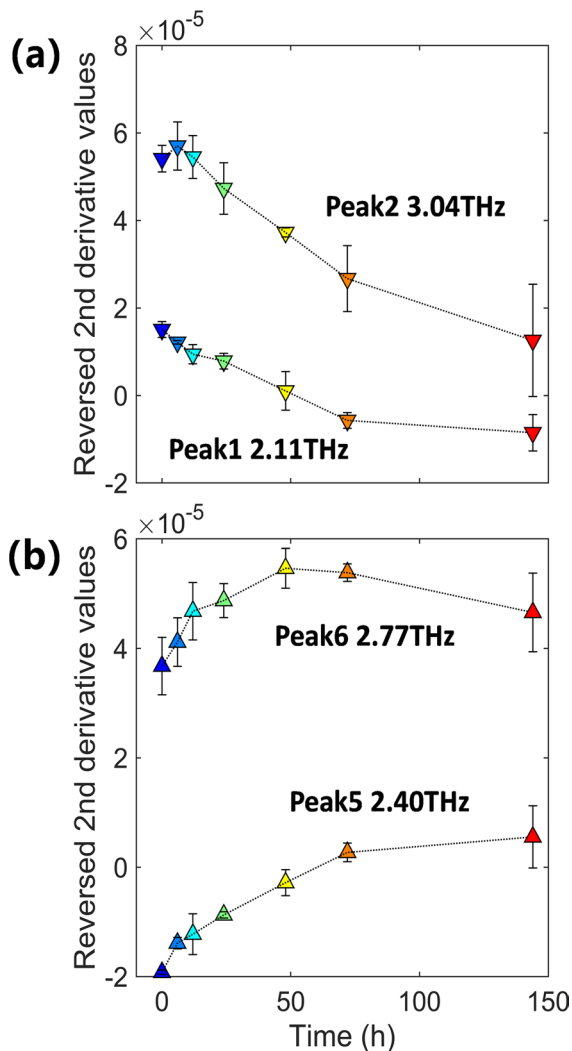 ×10⁻⁵
(a)
8
6
4
2
0
-2
Reversed 2nd derivative values
Peak2 3.04THz
Peak1 2.11THz
×10⁻⁵
(b)
6
4
2
0
-2
Reversed 2nd derivative values
Peak6 2.77THz
Peak5 2.40THz
0 50 100 150
Time (h)